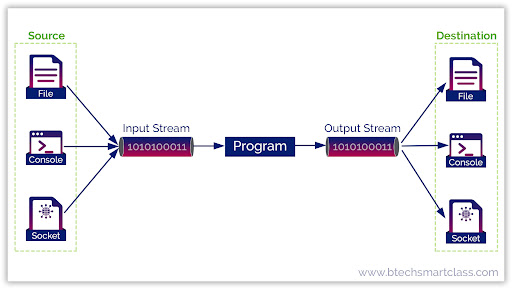 Source
Destination
File
File
Input Stream
Output Stream
1010100011
Program
1010100011
Console
Console
Socket
Socket
www.btechsmartclass.com